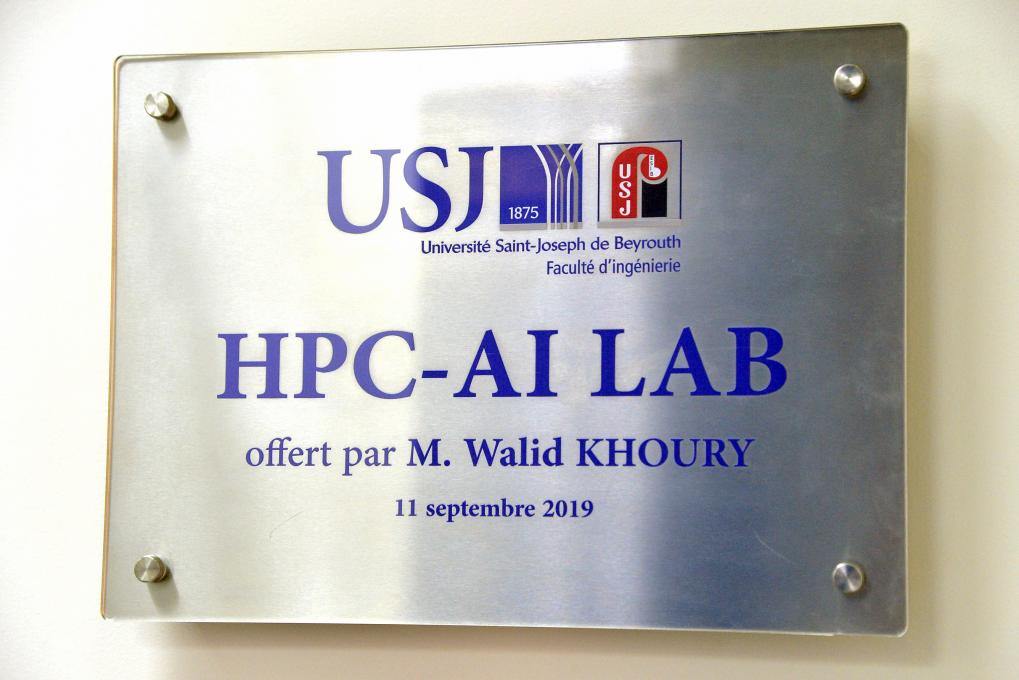 USJ
1875
USJ
Université Saint-Joseph de Beyrouth
Faculté d'ingénierie
HPC-AI LAB
offert par M. Walid KHOURY
11 septembre 2019